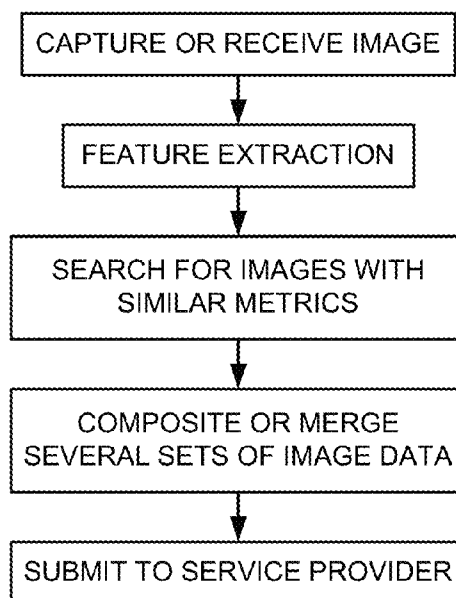 CAPTURE OR RECEIVE IMAGE
FEATURE EXTRACTION
SEARCH FOR IMAGES WITH
SIMILAR METRICS
COMPOSITE OR MERGE
SEVERAL SETS OF IMAGE DATA
SUBMIT TO SERVICE PROVIDER